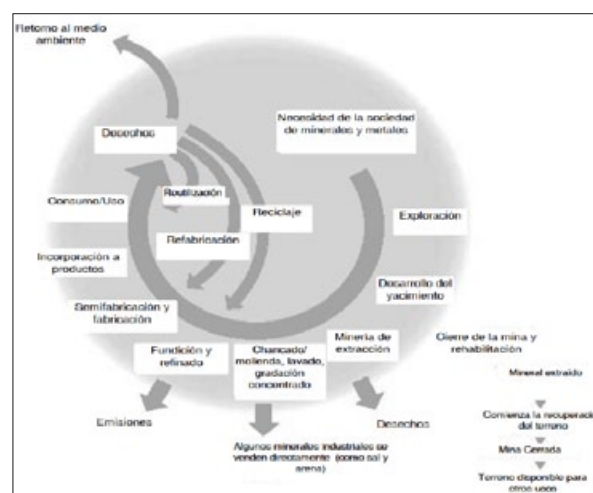 Retorno al medio
ambiente
Necesidad de la sociedad
de minerales y metales
Desechos
Consumo/Uso
Reutilización
Reciclaje
Exploración
Refabricación
Incorporación a
productos
Desarrollo del
yacimiento
Semifabricación y
fabricación
Minería de
extracción
Cierre de la mina y
rehabilitación
Fundición y
refinado
Chancado/
molienda, lavado,
gradación
concentrado
Mineral extraído
Emisiones
Desechos
Comienza la recuperación
del terreno
Algunos minerales industriales se
venden directamente (como sal y
arena)
Mina Cerrada
Terreno disponible para
otros usos